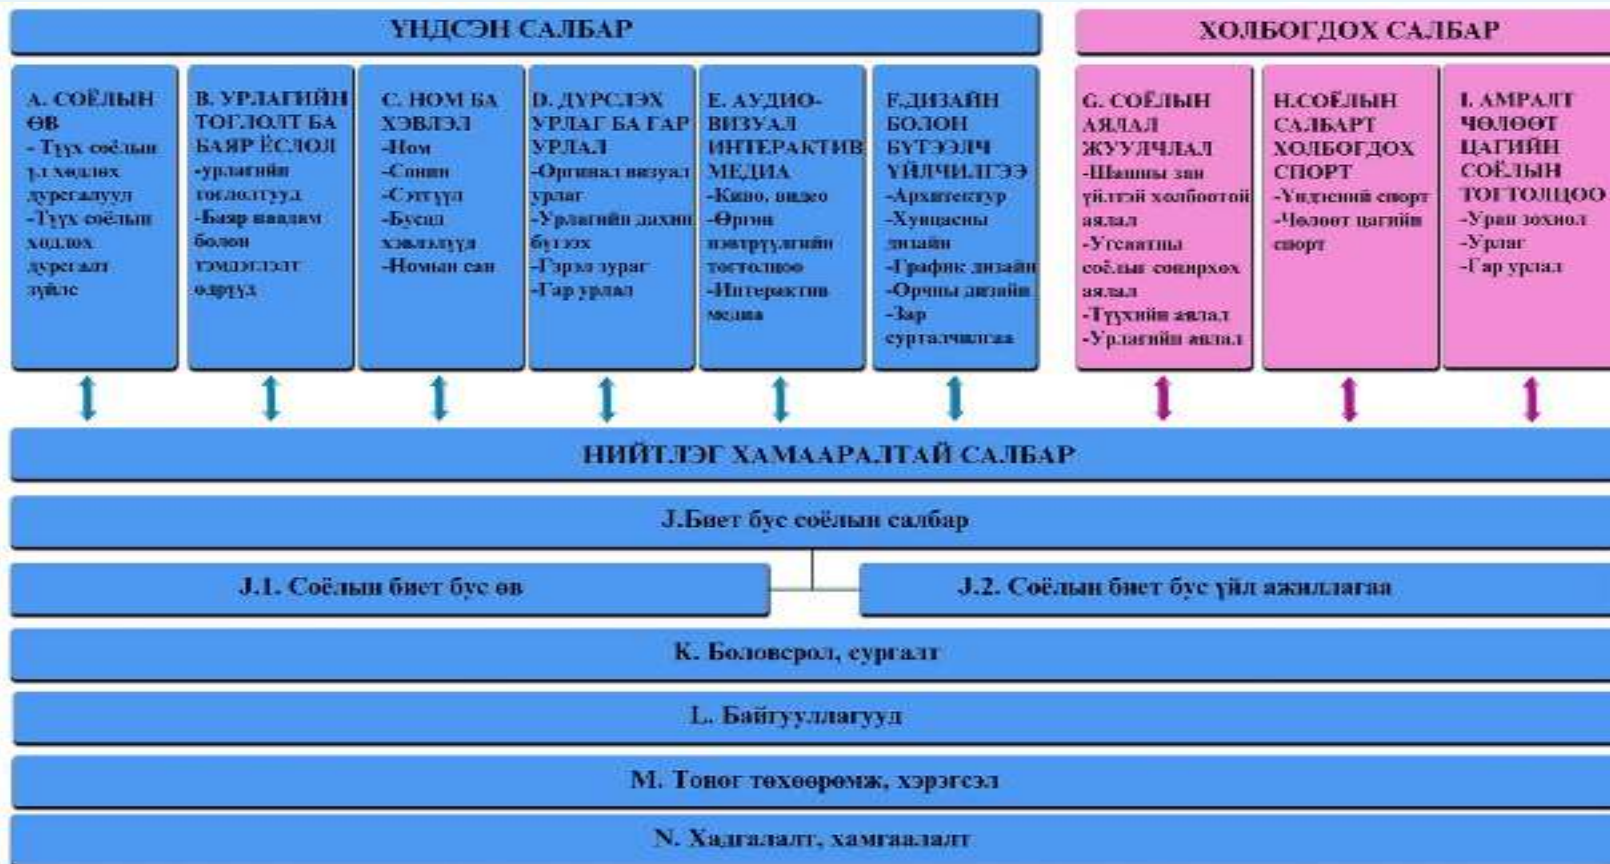 ҮНДСЭН САЛБАР
ХОЛБОГДОХ САЛБАР
A. СОЁЛЫН
ӨВ
- Түүх соёлын
үл хөдлөх
дурсгалууд
-Түүх соёлын
хөдлөх
дурсгалт
зүйлс
B. УРЛАГИЙН
ТОГЛОЛТ БА
БАЯР ЁСЛОЛ
-урлагийн
тоглолтууд
-Баяр наадам
болон
тэмдэглэлт
өдрүүд
C. НОМ БА
ХЭВЛЭЛ
-Ном
-Сонин
-Сэтгүүл
-Бусад
хэвлэлүүд
-Номын сан
D. ДҮРСЛЭХ
УРЛАГ БА ГАР
УРЛАЛ
-Оргинал визуал
урлаг
-Урлагийн дахин
бүтээх
-Гэрэл зураг
-Гар урлал
E. АУДИО-
ВИЗУАЛ
ИНТЕРАКТИВ
МЕДИА
-Кино, видео
-Өргөн
нэвтрүүлгийн
тогтолцоо
-Интерактив
медиа
F.ДИЗАЙН
БОЛОН
БҮТЭЭЛЧ
ҮЙЛЧИЛГЭЭ
-Архитектур
-Хувцасны
дизайн
-График дизайн
-Орчны дизайн
-Зар
сурталчилгаа
G. СОЁЛЫН
АЯЛАЛ
ЖУУЛЧЛАЛ
-Шашны зан
үйлтэй холбоотой
аялал
-Угсаатны
соёлыг сонирхох
аялал
-Түүхийн аялал
-Урлагийн аялал
H.СОЁЛЫН
САЛБАРТ
ХОЛБОГДОХ
СПОРТ
-Үндэсний спорт
-Чөлөөт цагийн
спорт
I. АМРАЛТ
ЧӨЛӨӨТ
ЦАГИЙН
СОЁЛЫН
ТОГТОЛЦОО
-Уран зохиол
-Урлаг
-Гар урлал
НИЙТЛЭГ ХАМААРАЛТАЙ САЛБАР
J.Биет бус соёлын салбар
J.1. Соёлын биет бус өв
J.2. Соёлын биет бус үйл ажиллагаа
K. Боловсрол, сургалт
L. Байгууллагууд
M. Тоног төхөөрөмж, хэрэгсэл
N. Хадгалалт, хамгаалалт